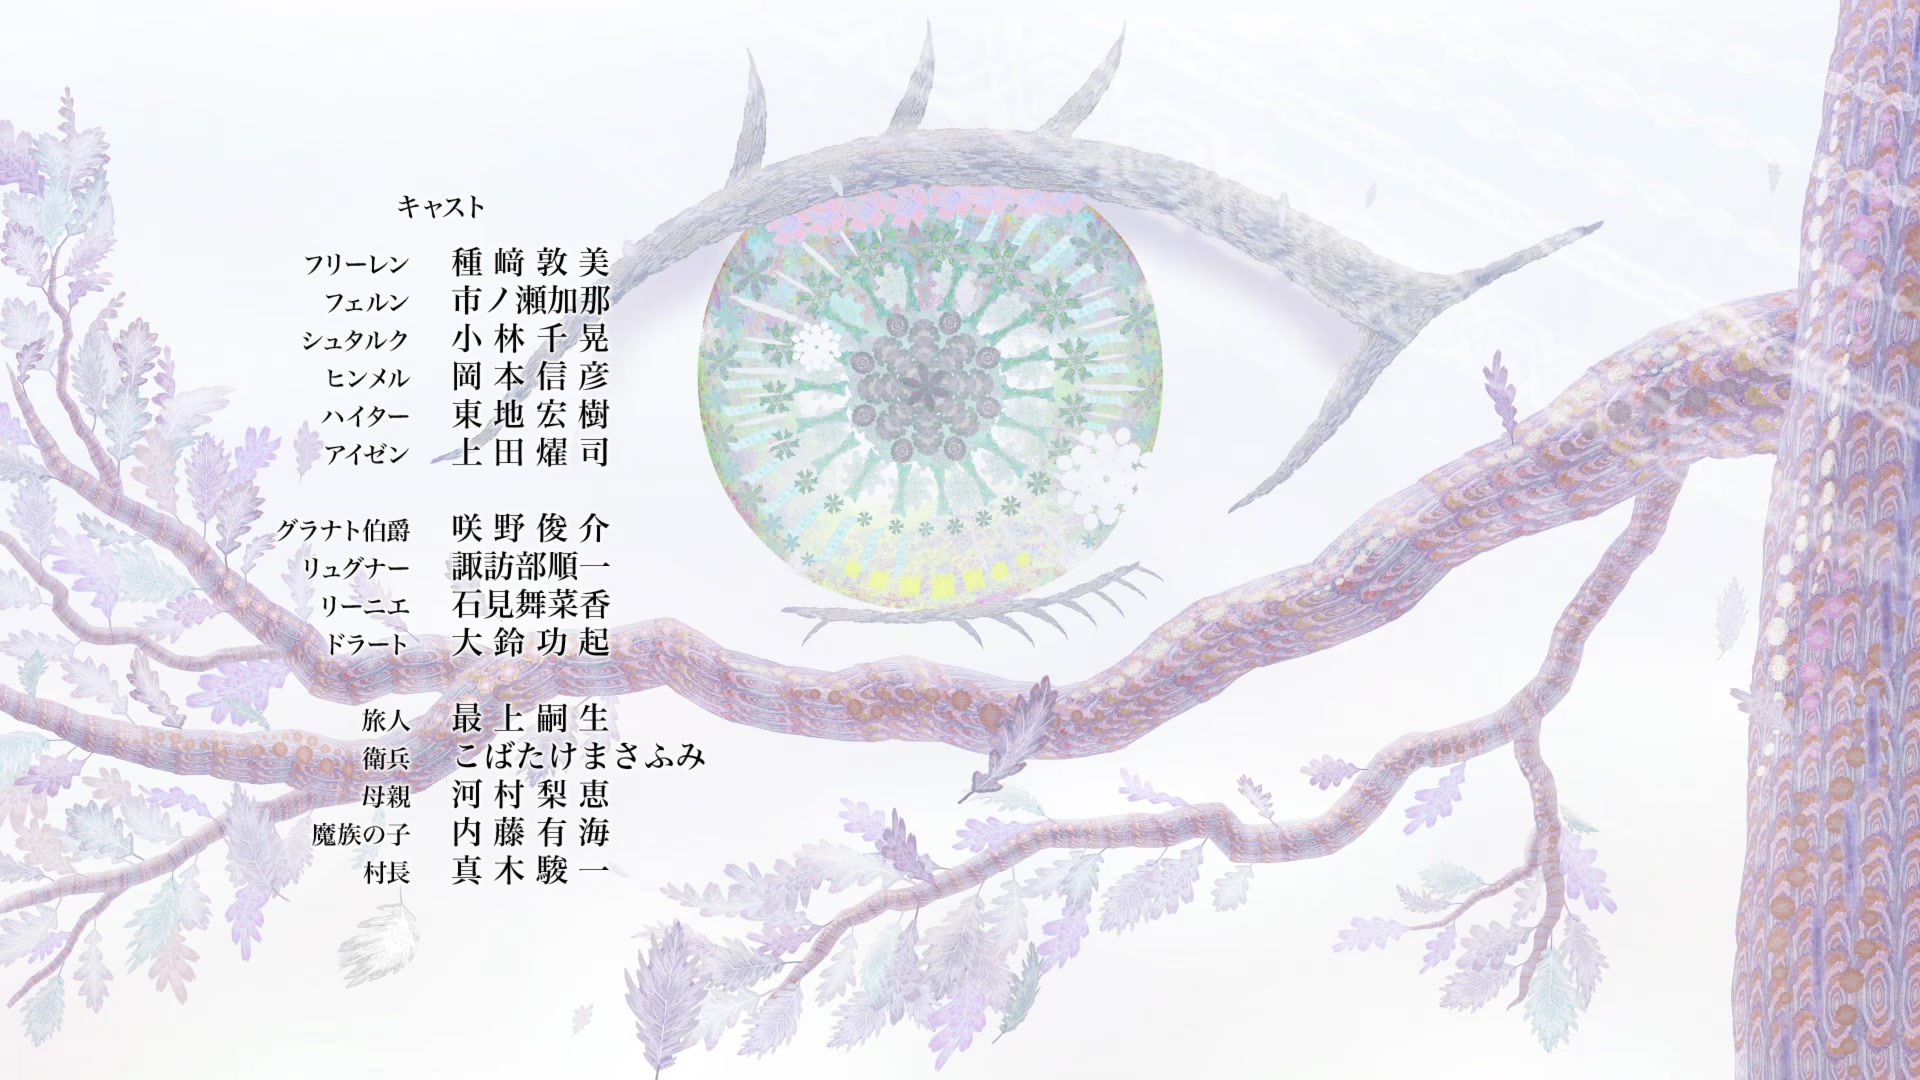 キャスト
フリーレン 種﨑敦美
フェルン 市ノ瀬加那
シュタルク 小林千晃
ヒンメル 岡本信彦
ハイター 東地宏樹
アイゼン 上田燿司
グラナト伯爵 咲野俊介
リュグナー 諏訪部順一
リーニエ 石見舞菜香
ドラート 大鈴功起
旅人 最上嗣生
衛兵 こばたけまさふみ
母親 河村梨恵
魔族の子 内藤有海
村長 真木駿一